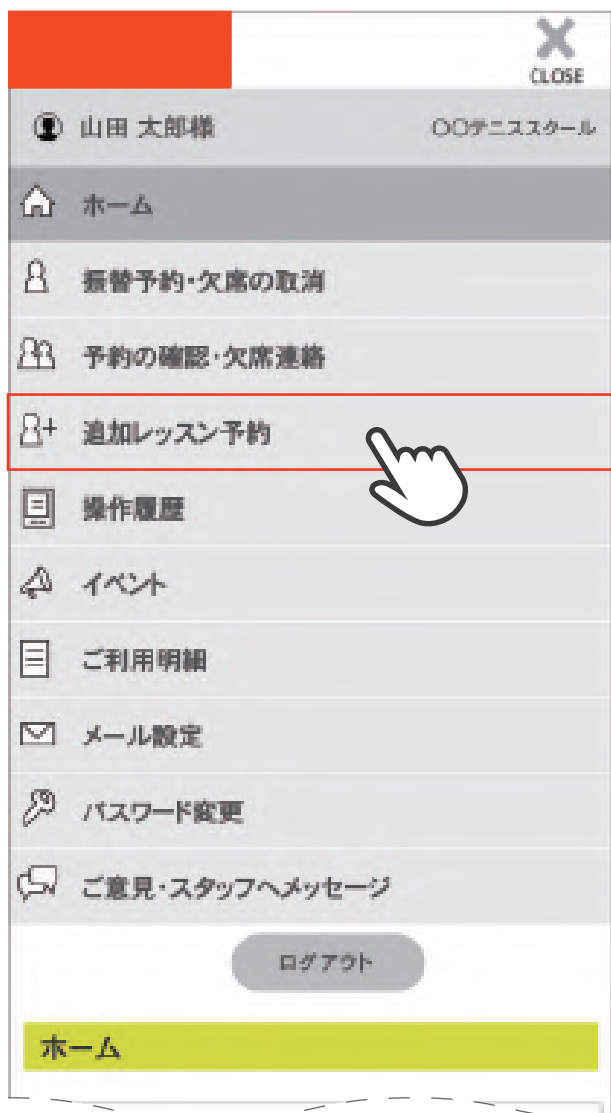 CLOSE
山田 太郎様 〇〇テニススクール
ホーム
振替予約・欠席の取消
予約の確認・欠席連絡
追加レッスン予約
操作履歴
イベント
ご利用明細
メール設定
パスワード変更
ご意見・スタッフへメッセージ
ログアウト
ホーム